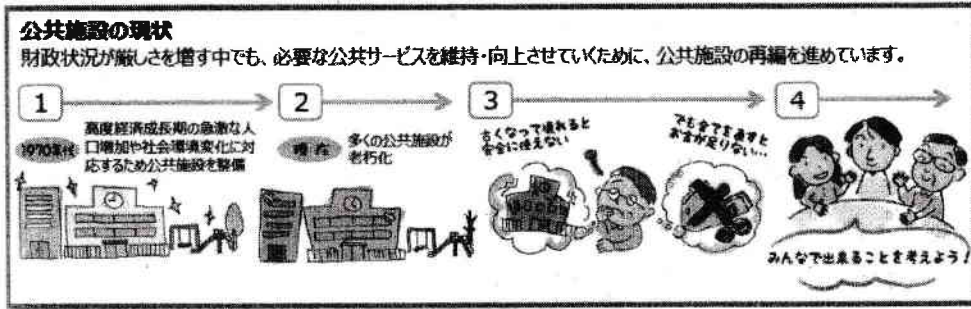 公共施設の現状
財政状況が厳しさを増す中でも、必要な公共サービスを維持・向上させていくために、公共施設の再編を進めています。
1
1970年代
高度経済成長期の急激な人
口増加や社会環境変化に対
応するため公共施設を整備
2
現在
多くの公共施設が
老朽化
3
古くなって壊れると
安全に使えない
でも全てを直すと
お金が足りない…
4
みんなで出来ることを考えよう!